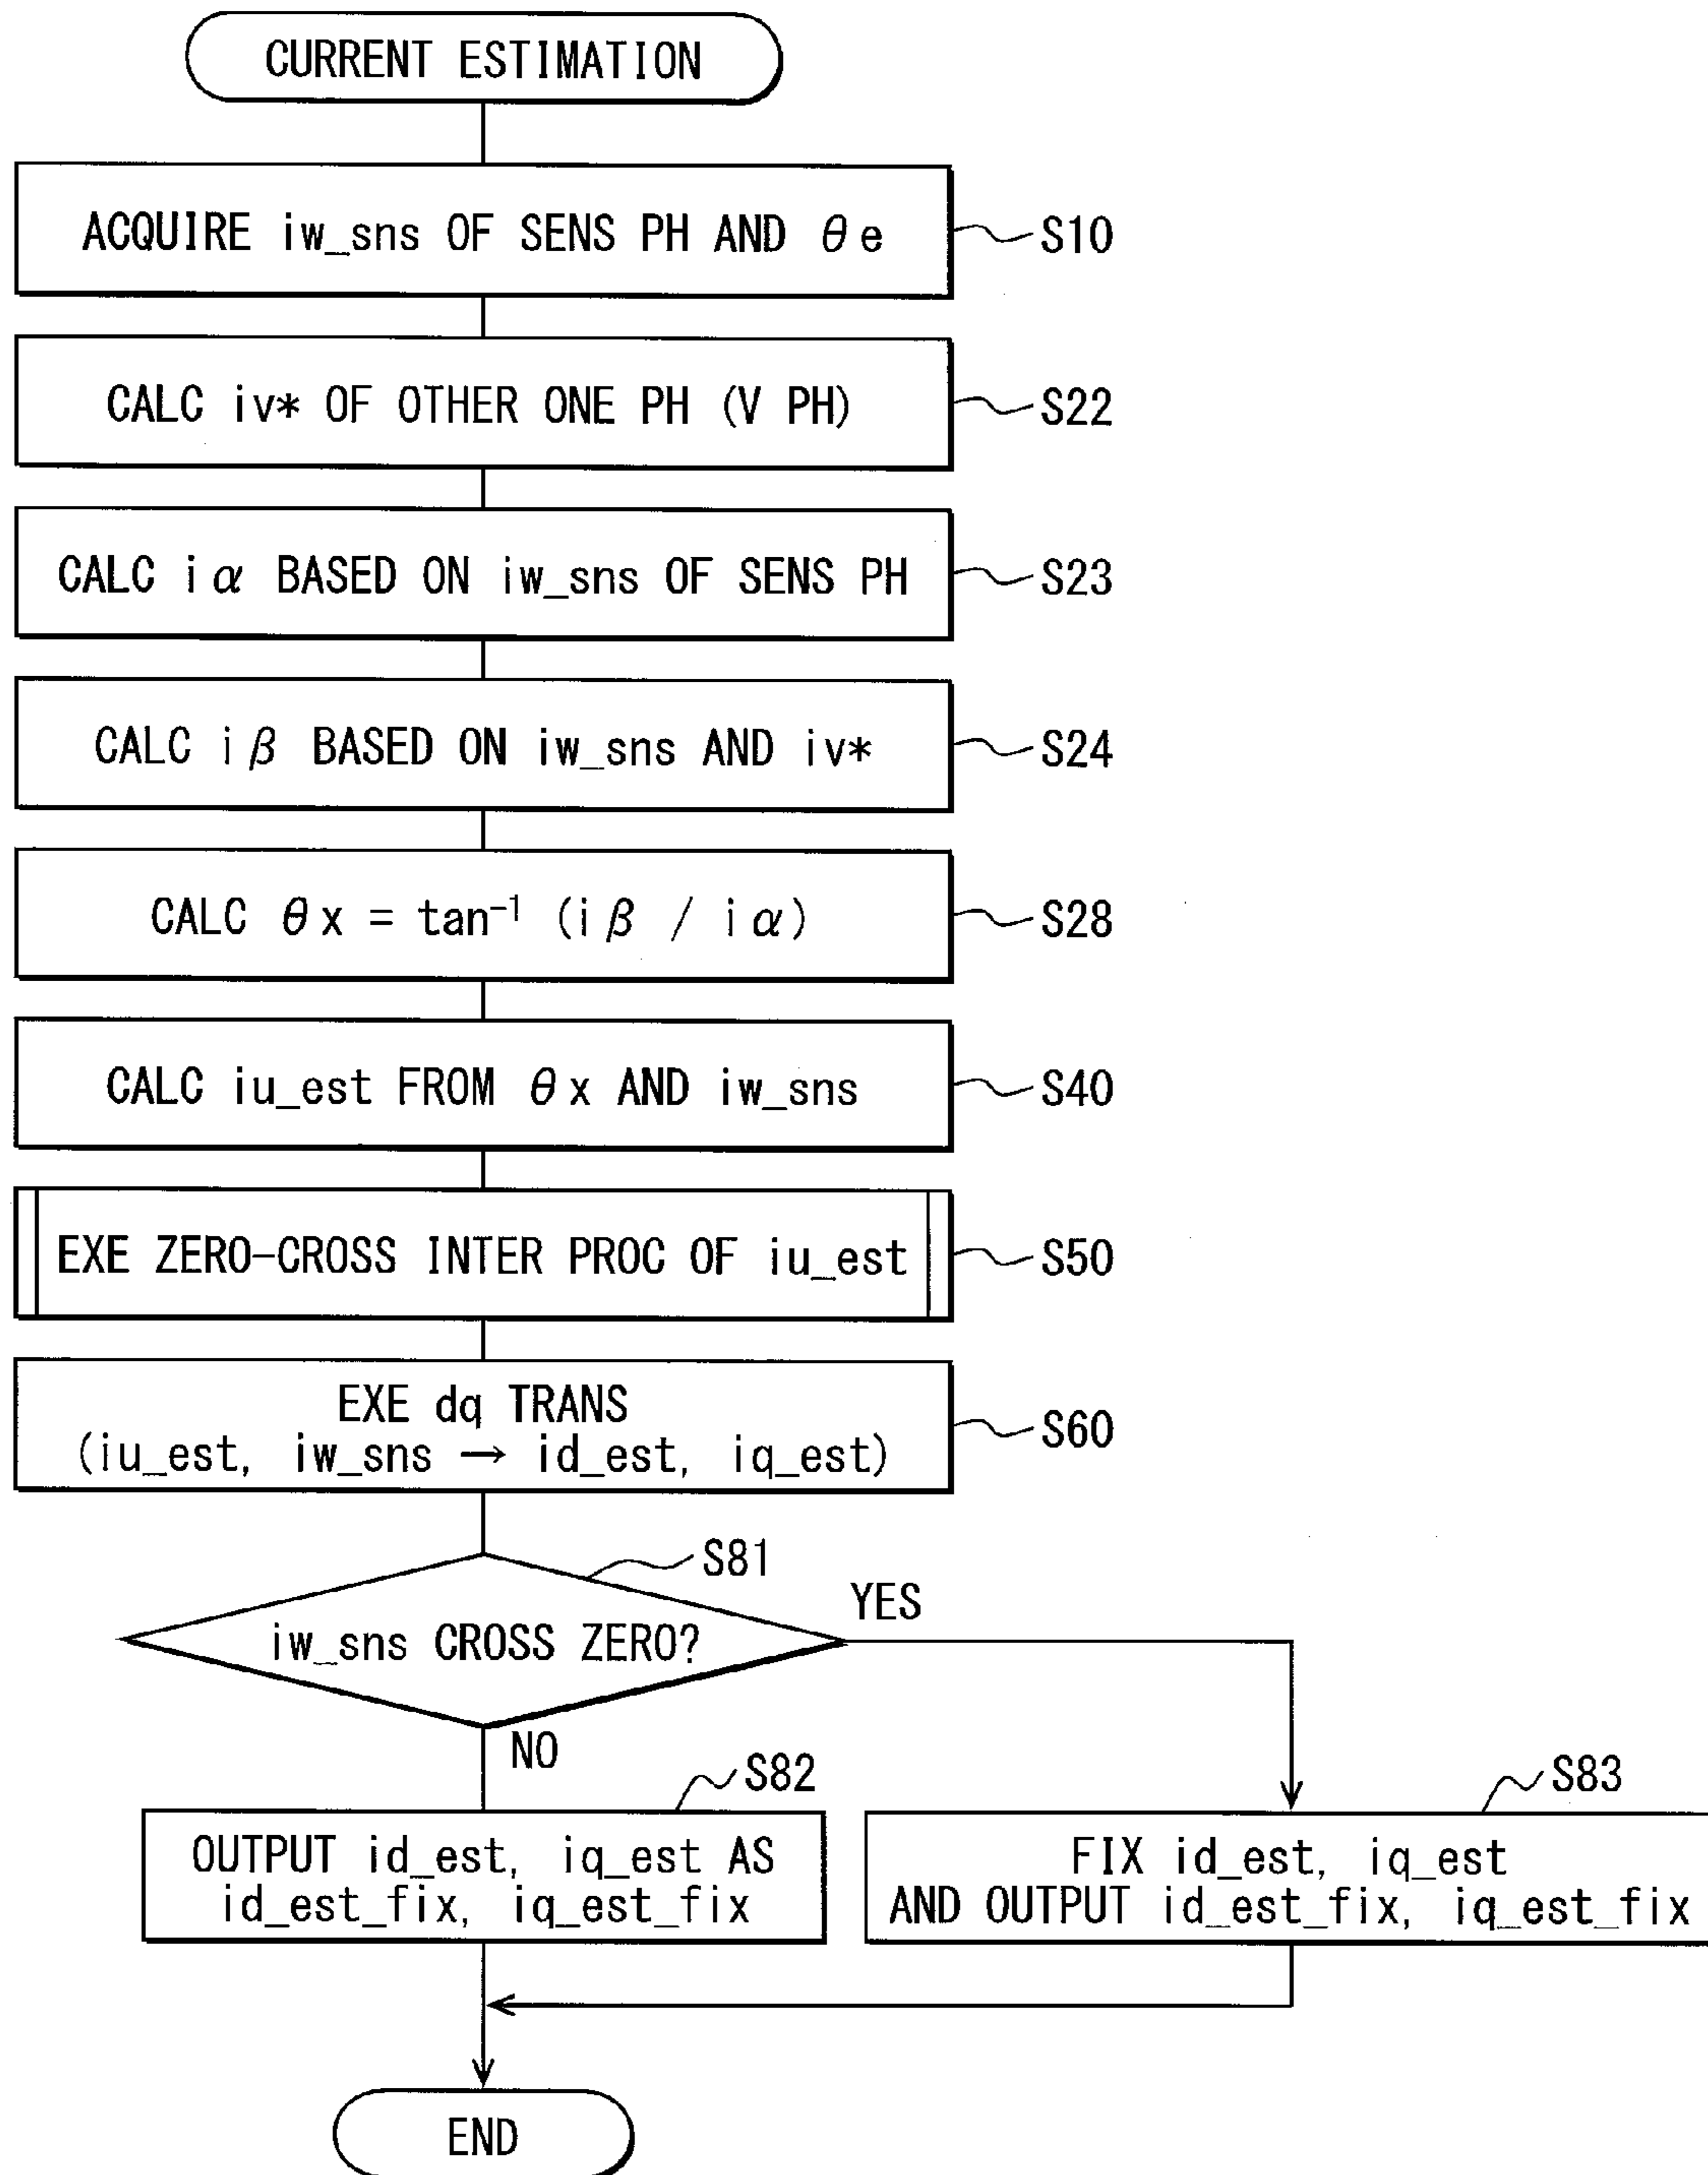 CURRENT ESTIMATION
ACQUIRE iw_sns OF SENS PH AND θe
S10
CALC iv* OF OTHER ONE PH (V PH)
S22
CALC iα BASED ON iw_sns OF SENS PH
S23
CALC iβ BASED ON iw_sns AND iv*
S24
CALC θx = tan⁻¹ (iβ / iα)
S28
CALC iu_est FROM θx AND iw_sns
S40
EXE ZERO-CROSS INTER PROC OF iu_est
S50
EXE dq TRANS
(iu_est, iw_sns → id_est, iq_est)
S60
S81
iw_sns CROSS ZERO?
YES
NO
S82
OUTPUT id_est, iq_est AS
id_est_fix, iq_est_fix
S83
FIX id_est, iq_est
AND OUTPUT id_est_fix, iq_est_fix
END